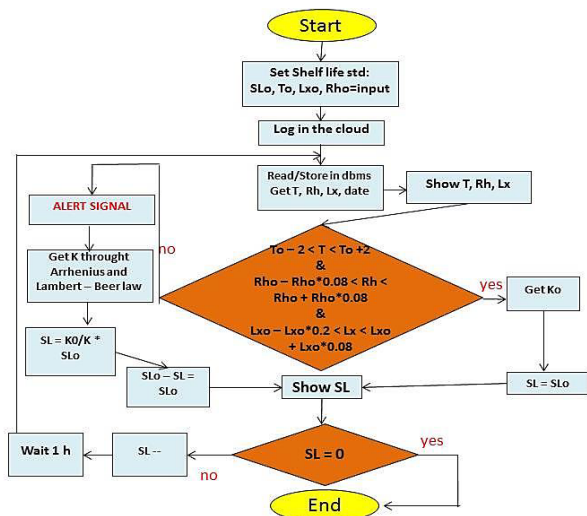 Start
Set Shelf life std:
SLo, To, Lxo, Rho=input
Log in the cloud
Read/Store in dbms
Get T, Rh, Lx, date
Show T, Rh, Lx
ALERT SIGNAL
no
To – 2 < T < To +2
&
Rho – Rho*0.08 < Rh <
Rho + Rho*0.08
&
Lxo – Lxo*0.2 < Lx < Lxo
+ Lxo*0.08
yes
Get Ko
Get K throught
Arrhenius and
Lambert – Beer law
SL = K0/K *
SLo
SLo – SL =
SLo
Show SL
SL = SLo
Wait 1 h
SL --
no
SL = 0
yes
End